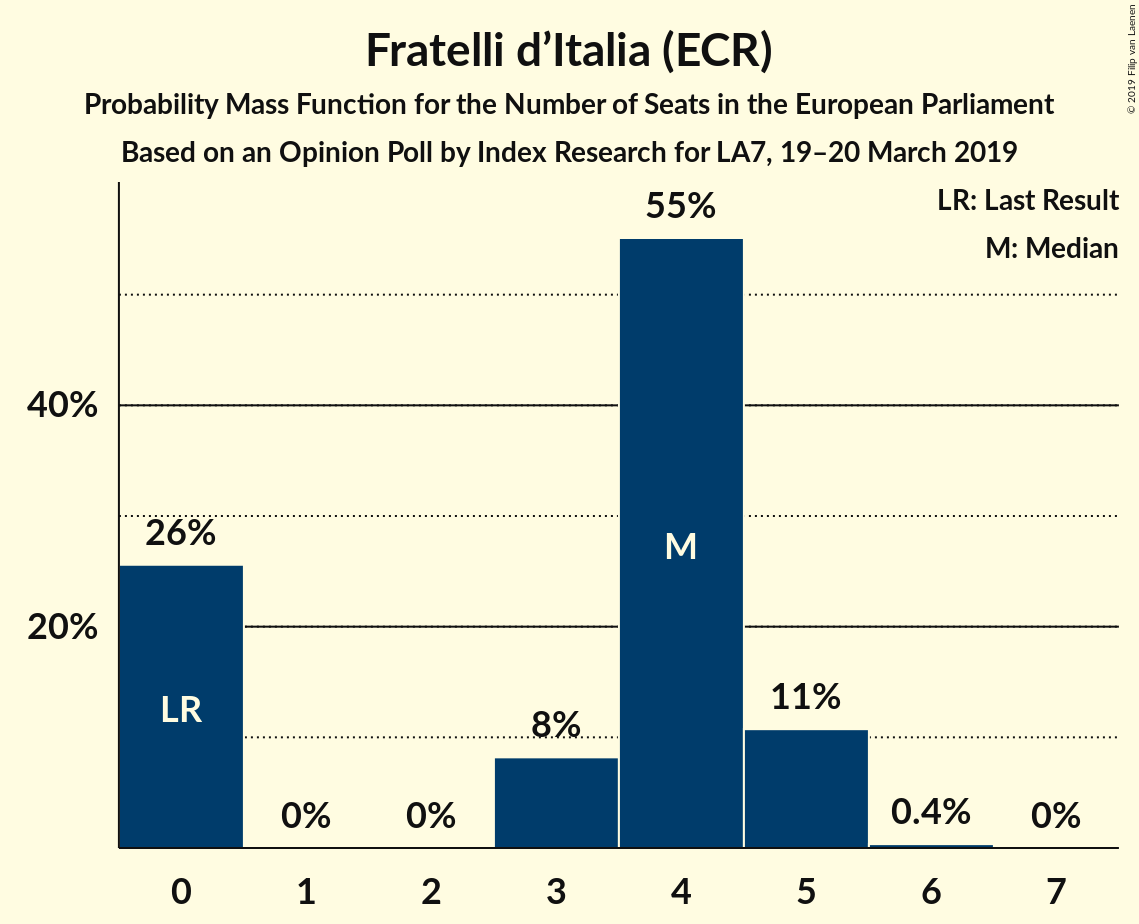 Fratelli d’Italia (ECR)
Probability Mass Function for the Number of Seats in the European Parliament
Based on an Opinion Poll by Index Research for LA7, 19–20 March 2019
© 2019 Filip van Laenen
LR: Last Result
M: Median
55%
40%
26%
20%
M
LR
11%
8%
0%
0%
0.4%
0%
0 1 2 3 4 5 6 7